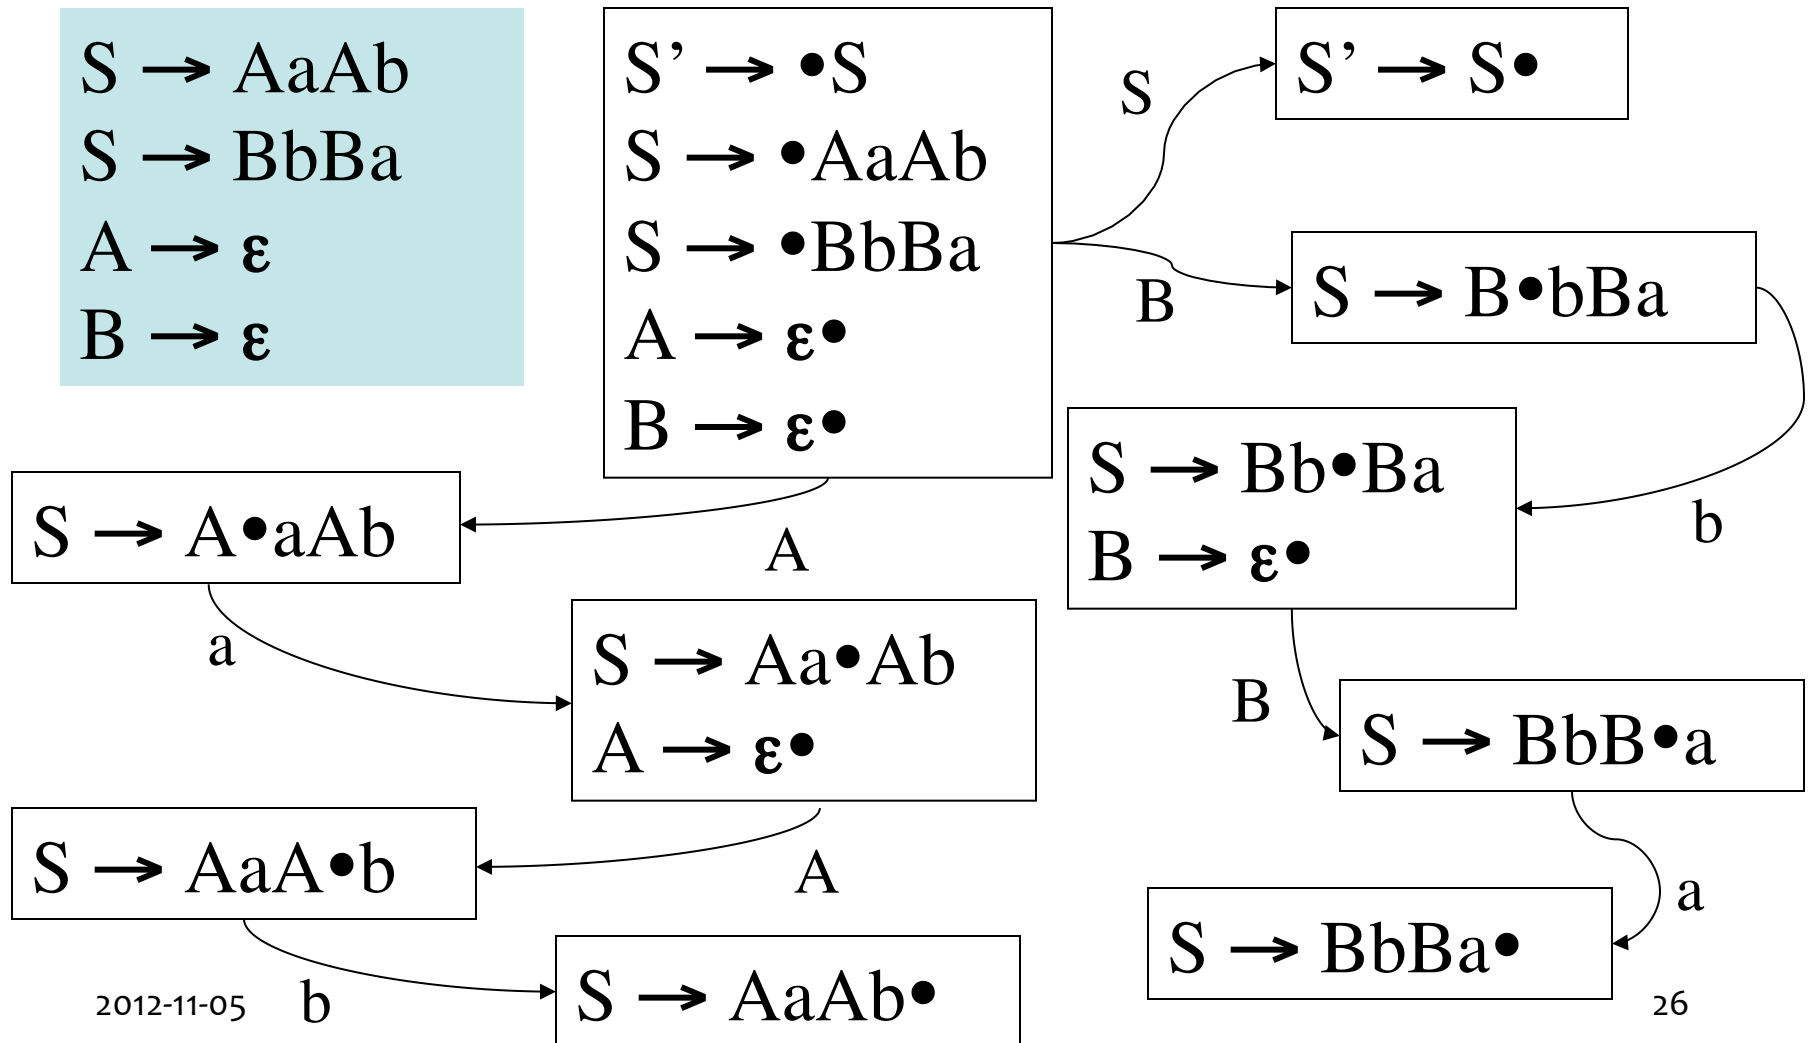 S → AaAb
S → BbBa
A → ε
B → ε
S’ → •S
S → •AaAb
S → •BbBa
A → ε•
B → ε•
S
S’ → S•
B
S → B•bBa
b
S → Bb•Ba
B → ε•
B
S → BbB•a
a
S → BbBa•
A
S → A•aAb
a
S → Aa•Ab
A → ε•
A
S → AaA•b
b
S → AaAb•
2012-11-05
26